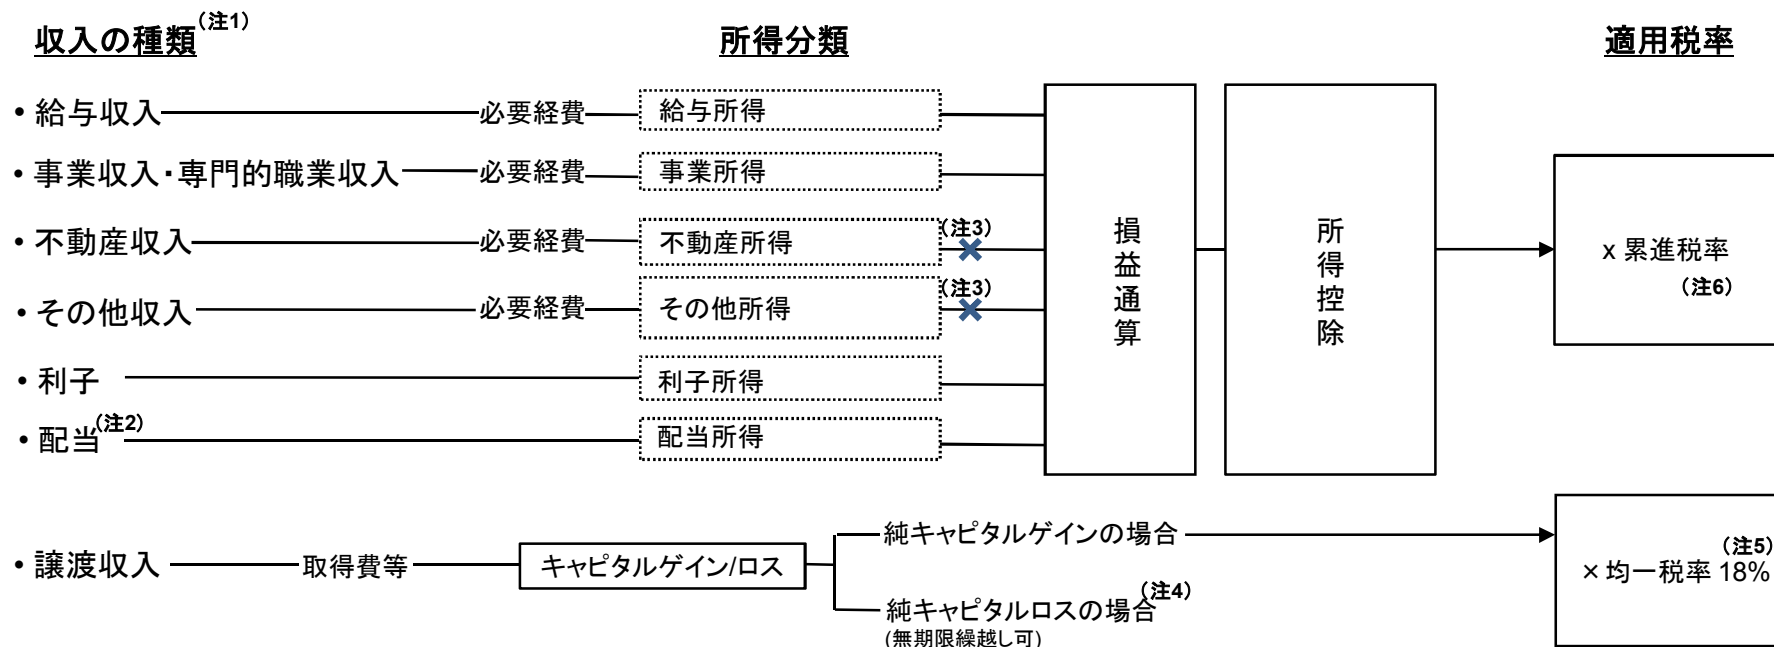 収入の種類(注1)
所得分類
適用税率
• 給与収入 必要経費 給与所得
• 事業収入・専門的職業収入 必要経費 事業所得
• 不動産収入 必要経費 不動産所得 (注3)
• その他収入 必要経費 その他所得 (注3)
• 利子 利子所得
• 配当(注2) 配当所得
損益通算
所得控除
x 累進税率
(注6)
• 譲渡収入 取得費等 キャピタルゲイン/ロス
純キャピタルゲインの場合
純キャピタルロスの場合(注4)
(無期限繰越し可)
(注5)
× 均一税率 18%